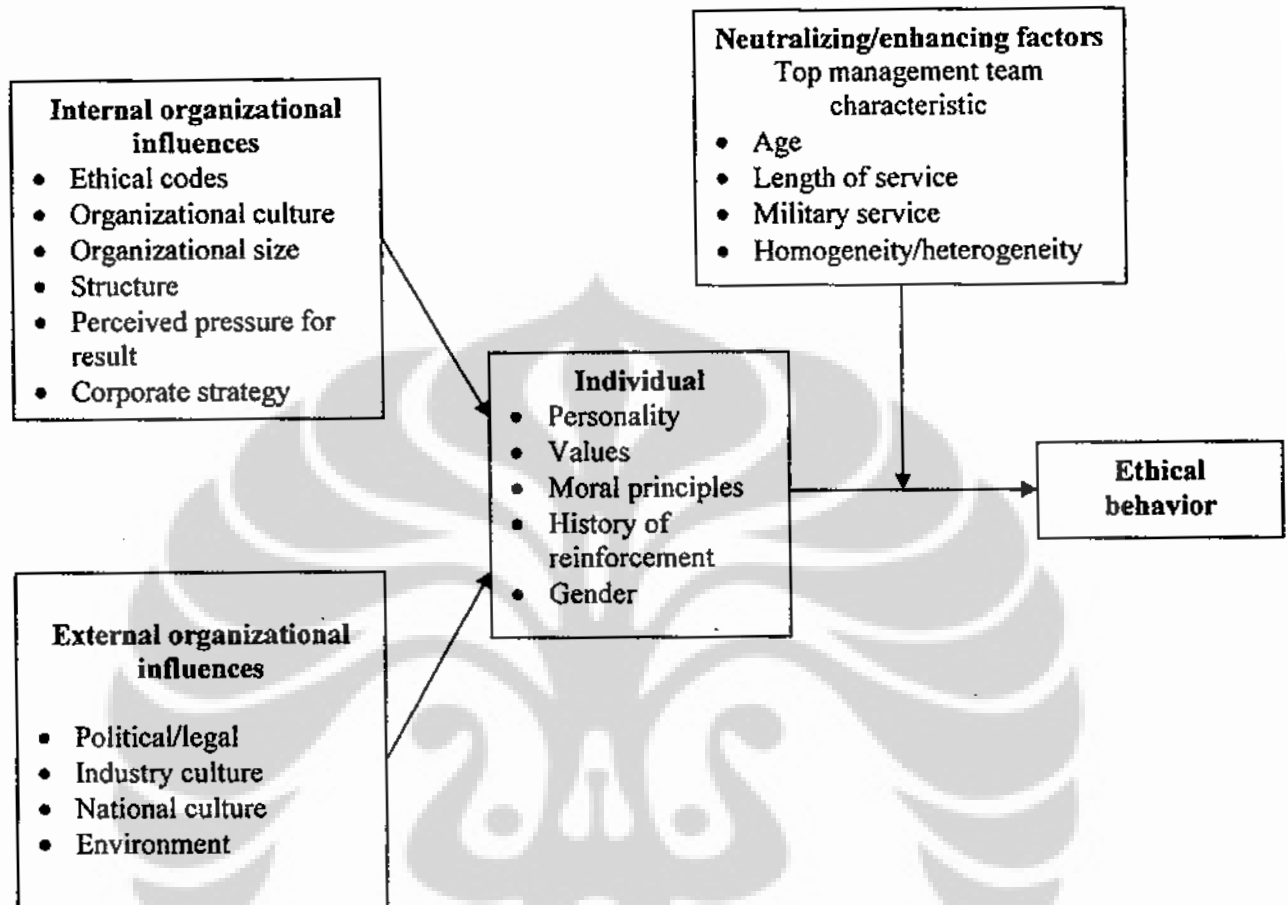 Internal organizational
influences
• Ethical codes
• Organizational culture
• Organizational size
• Structure
• Perceived pressure for
result
• Corporate strategy
External organizational
influences
• Political/legal
• Industry culture
• National culture
• Environment
Individual
• Personality
• Values
• Moral principles
• History of
reinforcement
• Gender
Neutralizing/enhancing factors
Top management team
characteristic
• Age
• Length of service
• Military service
• Homogeneity/heterogeneity
Ethical
behavior